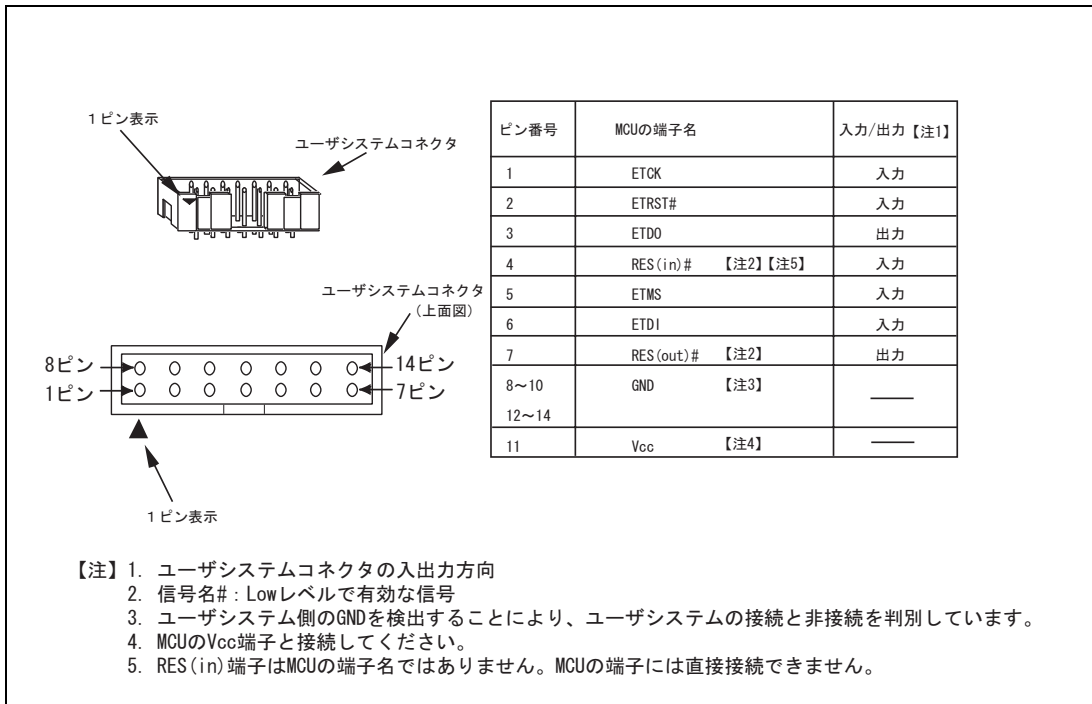 1ピン表示
ユーザシステムコネクタ
ユーザシステムコネクタ
(上面図)
8ピン
14ピン
1ピン
7ピン
1ピン表示
ピン番号 MCUの端子名 入力/出力【注1】
1 ETCK 入力
2 ETRST# 入力
3 ETDO 出力
4 RES(in)# 【注2】【注5】 入力
5 ETMS 入力
6 ETDI 入力
7 RES(out)# 【注2】 出力
8~10 GND 【注3】 ——
12~14
11 Vcc 【注4】 ——
【注】1. ユーザシステムコネクタの入出力方向
2. 信号名#：Lowレベルで有効な信号
3. ユーザシステム側のGNDを検出することにより、ユーザシステムの接続と非接続を判別しています。
4. MCUのVcc端子と接続してください。
5. RES(in)端子はMCUの端子名ではありません。MCUの端子には直接接続できません。